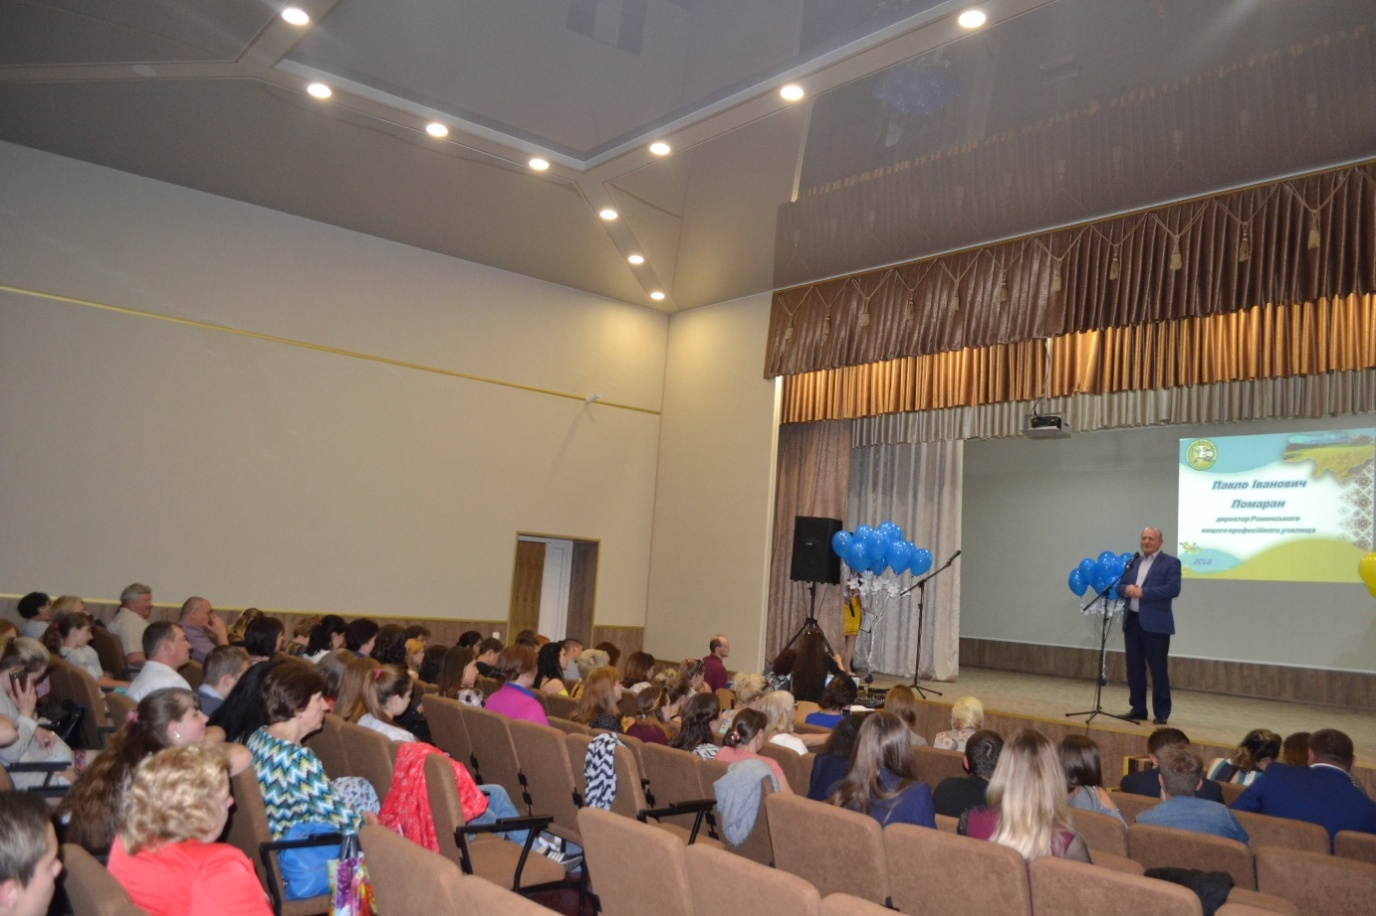 Павло Іванович
Помаран
директор Роменського
вищого професійного училища
2018